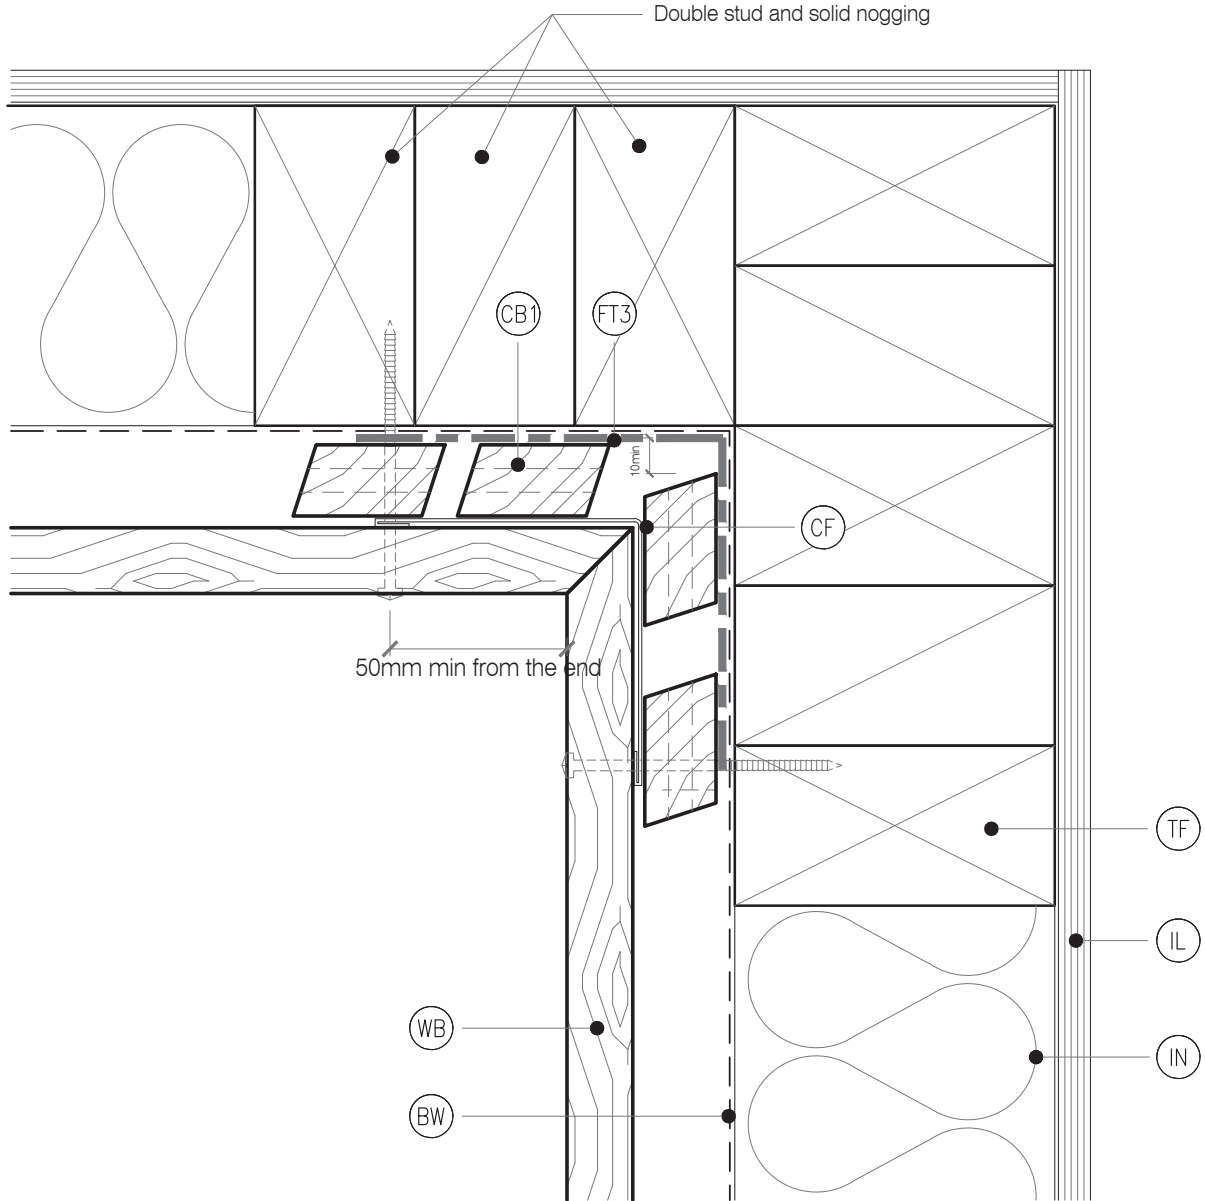 Double stud and solid nogging
CB1
FT3
10min
CF
50mm min from the end
TF
IL
WB
IN
BW